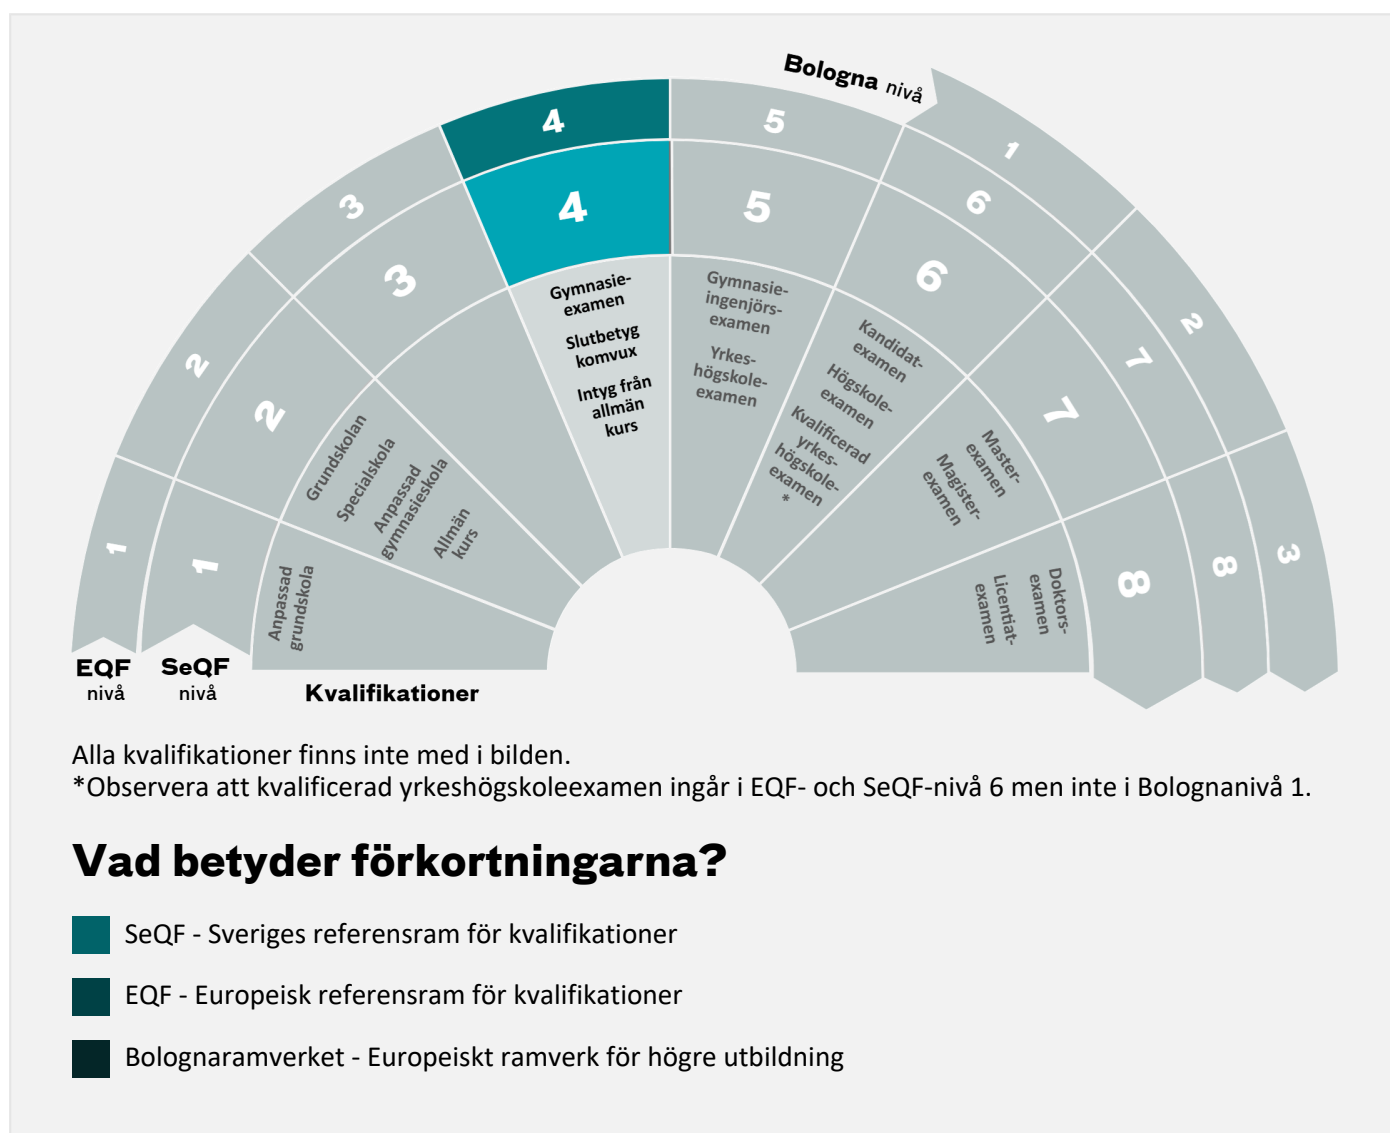 Bologna nivå
1
2
3
1
2
3
4
5
6
7
8
1
2
3
4
5
6
7
8
Anpassad
grundskola
Grundskolan
Specialskola
Anpassad
gymnasieskola
Allmän
kurs
Gymnasie-
examen
Slutbetyg
komvux
Intyg från
allmän
kurs
Gymnasie-
ingenjörs-
examen
Yrkes-
högskole-
examen
Kandidat-
examen
Högskole-
examen
Kvalificerad
yrkes-
högskole-
examen
*
Master-
examen
Magister-
examen
Doktors-
examen
Licentiat-
examen
EQF
nivå
SeQF
nivå
Kvalifikationer
Alla kvalifikationer finns inte med i bilden.
*Observera att kvalificerad yrkeshögskoleexamen ingår i EQF- och SeQF-nivå 6 men inte i Bolognanivå 1.
Vad betyder förkortningarna?
SeQF - Sveriges referensram för kvalifikationer
EQF - Europeisk referensram för kvalifikationer
Bolognaramverket - Europeiskt ramverk för högre utbildning